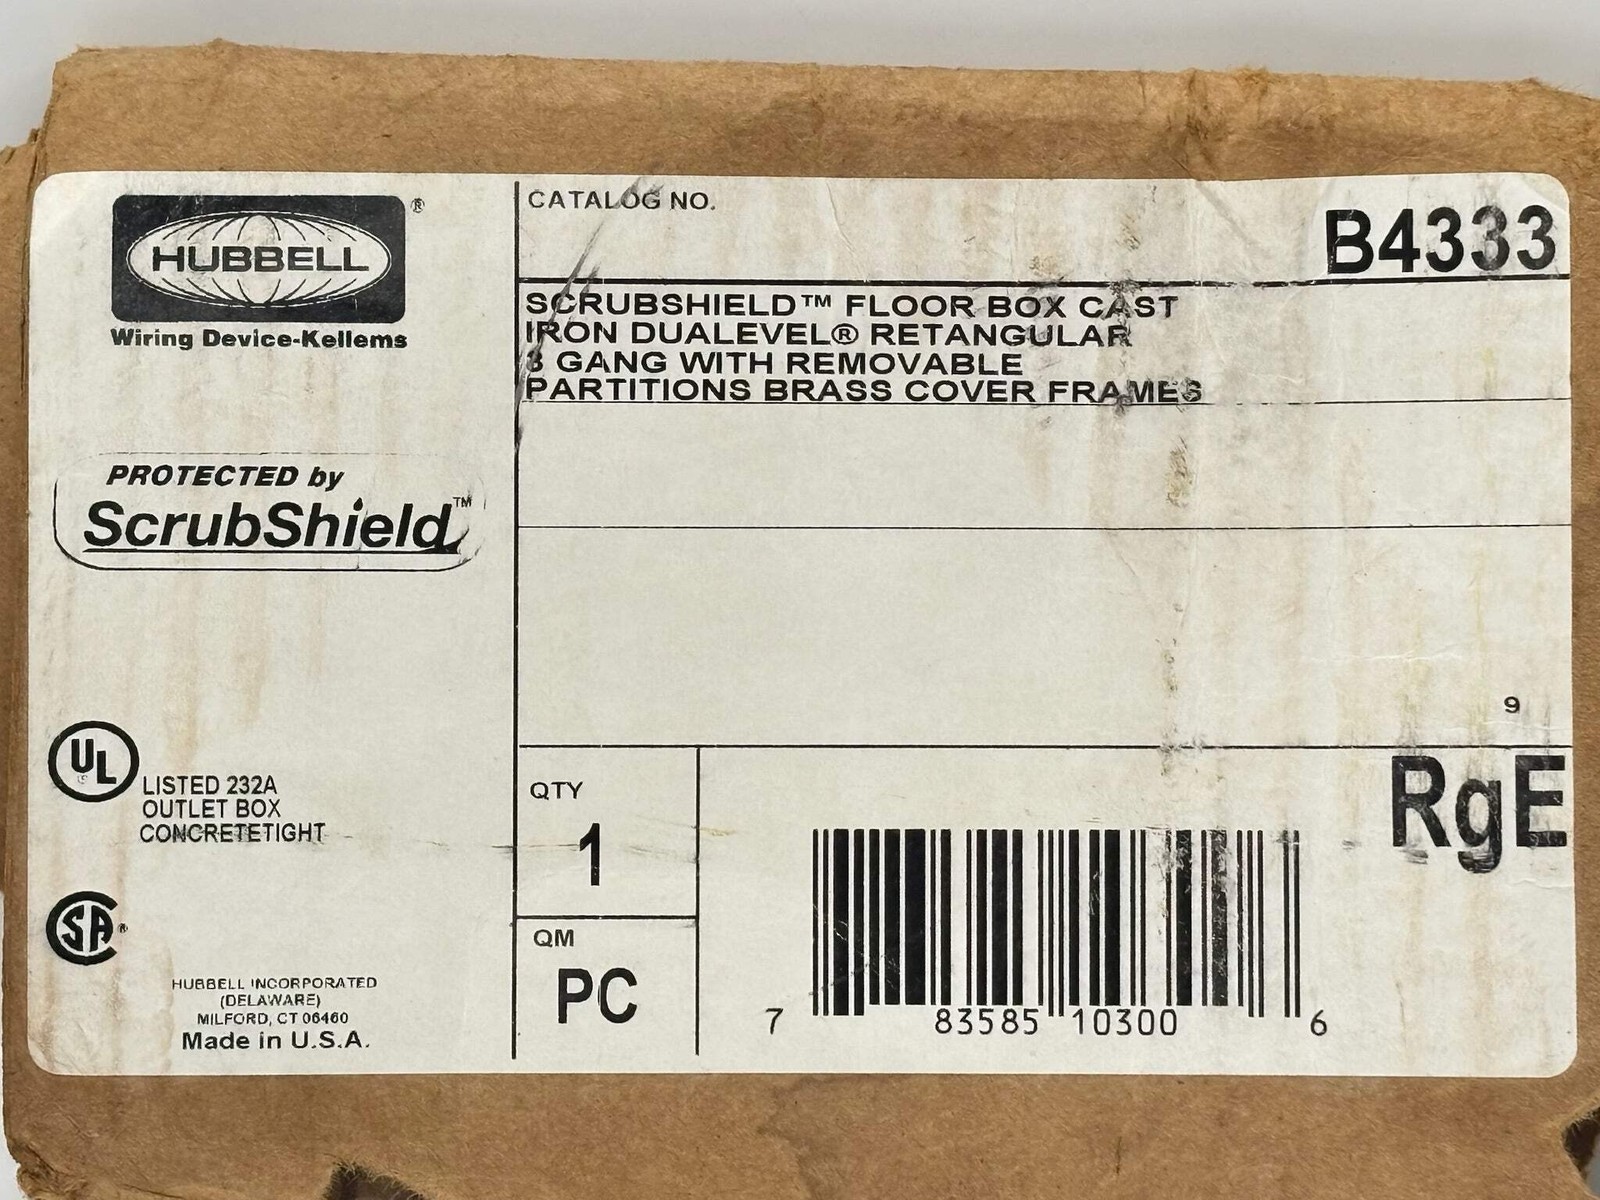 HUBBELL®
Wiring Device-Kellems
PROTECTED by
ScrubShield™
UL
LISTED 232A
OUTLET BOX
CONCRETETIGHT
SA®
HUBBELL INCORPORATED
(DELAWARE)
MILFORD, CT 06460
Made in U.S.A.
CATALOG NO.
B4333
SCRUBSHIELD™ FLOOR BOX CAST
IRON DUALEVEL® RETANGULAR
3 GANG WITH REMOVABLE
PARTITIONS BRASS COVER FRAMES
9
RgE
QTY
1
QM
PC
7 83585 10300 6